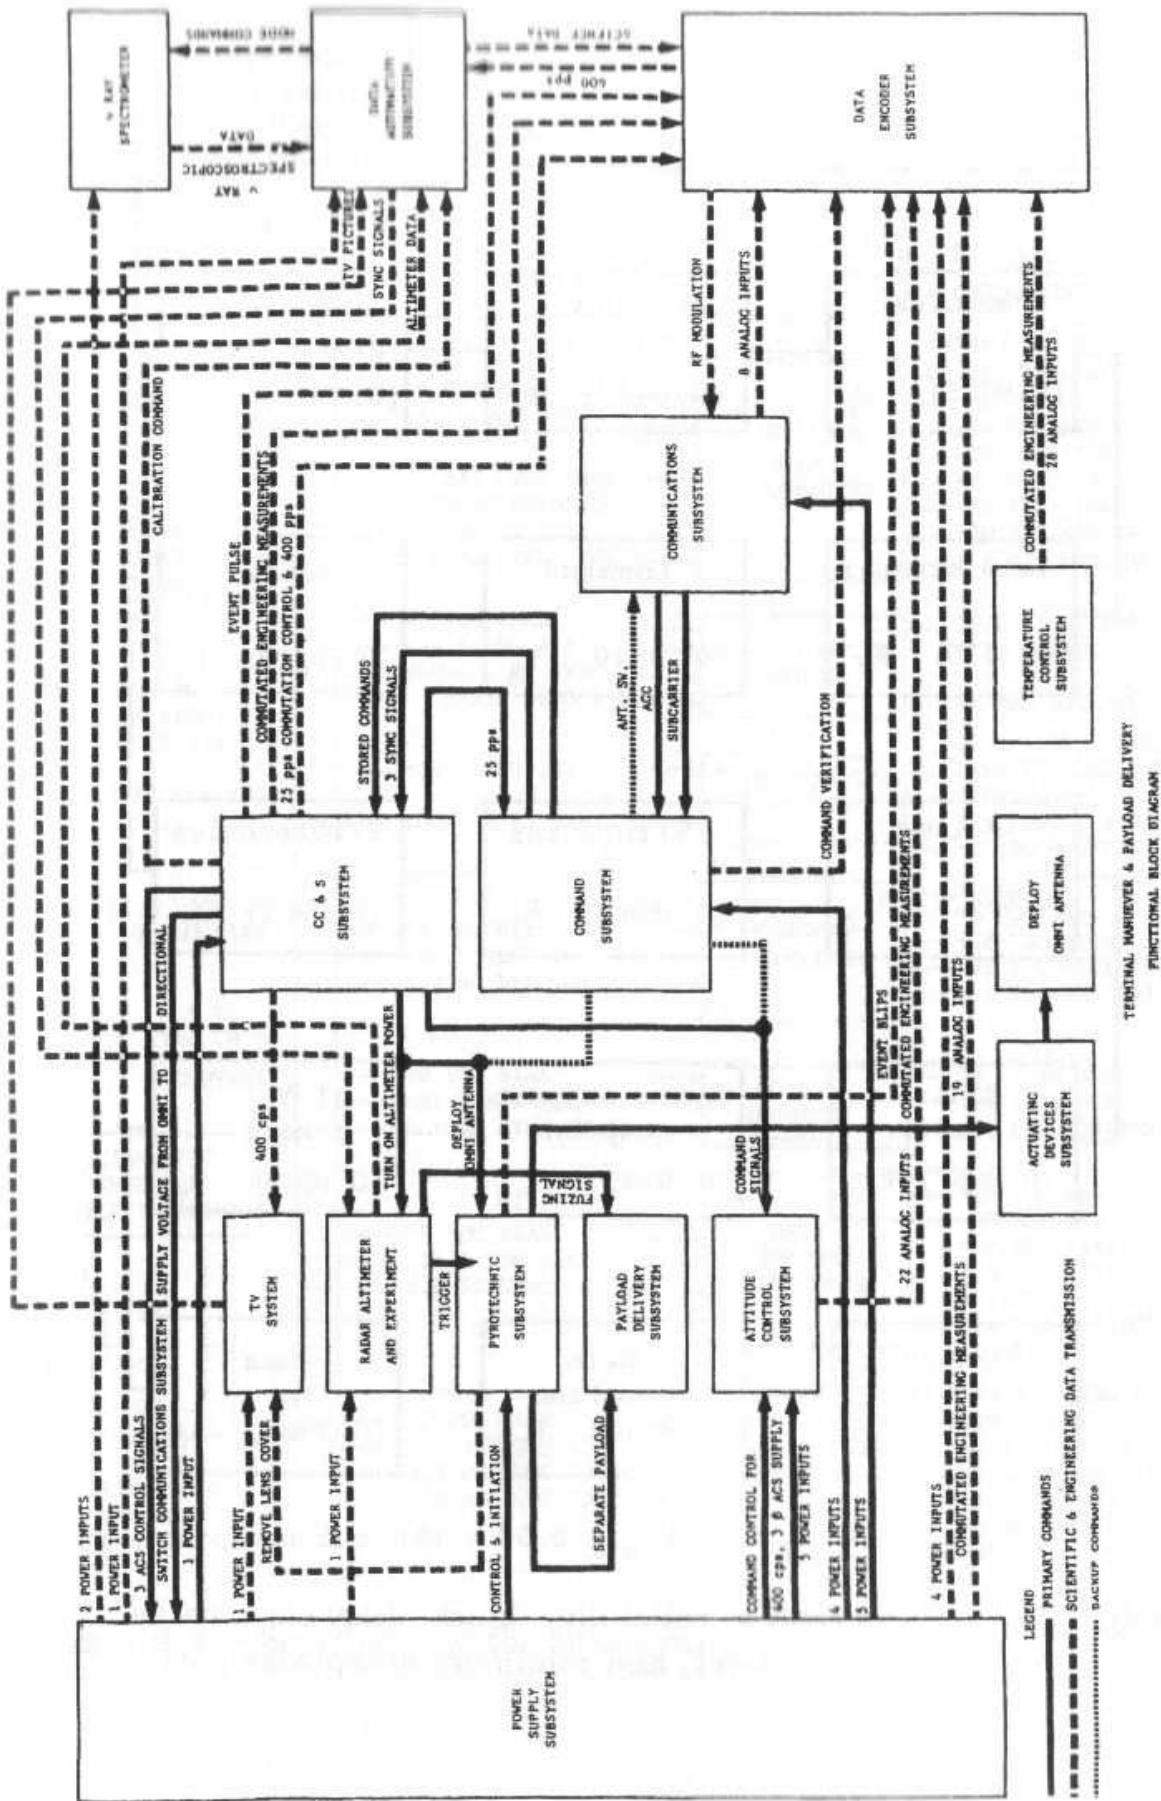 γ RAY
SPECTROMETER
MODE COMMANDS
DATA
SPECTROSCOPIC
γ RAY
DATA
AUTOMATION
SUBSYSTEM
SCIENCE DATA
400 pps
DATA
ENCODER
SUBSYSTEM
TV PICTURES
SYNC SIGNALS
ALTIMETER DATA
CALIBRATION COMMAND
EVENT PULSE
COMMUTATED ENGINEERING MEASUREMENTS
25 pps COMMUTATION CONTROL & 400 pps
RF MODULATION
8 ANALOG INPUTS
COMMUNICATIONS
SUBSYSTEM
COMMUTATED ENGINEERING MEASUREMENTS
28 ANALOG INPUTS
TEMPERATURE
CONTROL
SUBSYSTEM
STORED COMMANDS
3 SYNC SIGNALS
25 pps
ANT. SW.
AGC
SUBCARRIER
COMMAND VERIFICATION
CC & S
SUBSYSTEM
COMMAND
SUBSYSTEM
DEPLOY
OMNI ANTENNA
ACTUATING
DEVICES
SUBSYSTEM
400 cps
TURN ON ALTIMETER POWER
DEPLOY
OMNI ANTENNA
FUZING
SIGNAL
COMMAND
SIGNALS
EVENT BLIPS
22 ANALOG INPUTS COMMUTATED ENGINEERING MEASUREMENTS
19 ANALOG INPUTS
TV
SYSTEM
RADAR ALTIMETER
AND EXPERIMENT
TRIGGER
PYROTECHNIC
SUBSYSTEM
PAYLOAD
DELIVERY
SUBSYSTEM
ATTITUDE
CONTROL
SUBSYSTEM
2 POWER INPUTS
1 POWER INPUT
3 ACS CONTROL SIGNALS
SWITCH COMMUNICATIONS SUBSYSTEM SUPPLY VOLTAGE FROM OMNI TO DIRECTIONAL
1 POWER INPUT
1 POWER INPUT
REMOVE LENS COVER
1 POWER INPUT
CONTROL & INITIATION
SEPARATE PAYLOAD
COMMAND CONTROL FOR
400 cps, 3 φ ACS SUPPLY
5 POWER INPUTS
4 POWER INPUTS
5 POWER INPUTS
4 POWER INPUTS
COMMUTATED ENGINEERING MEASUREMENTS
POWER
SUPPLY
SUBSYSTEM
LEGEND
PRIMARY COMMANDS
SCIENTIFIC & ENGINEERING DATA TRANSMISSION
BACKUP COMMANDS
TERMINAL MANUEVER & PAYLOAD DELIVERY
FUNCTIONAL BLOCK DIAGRAM